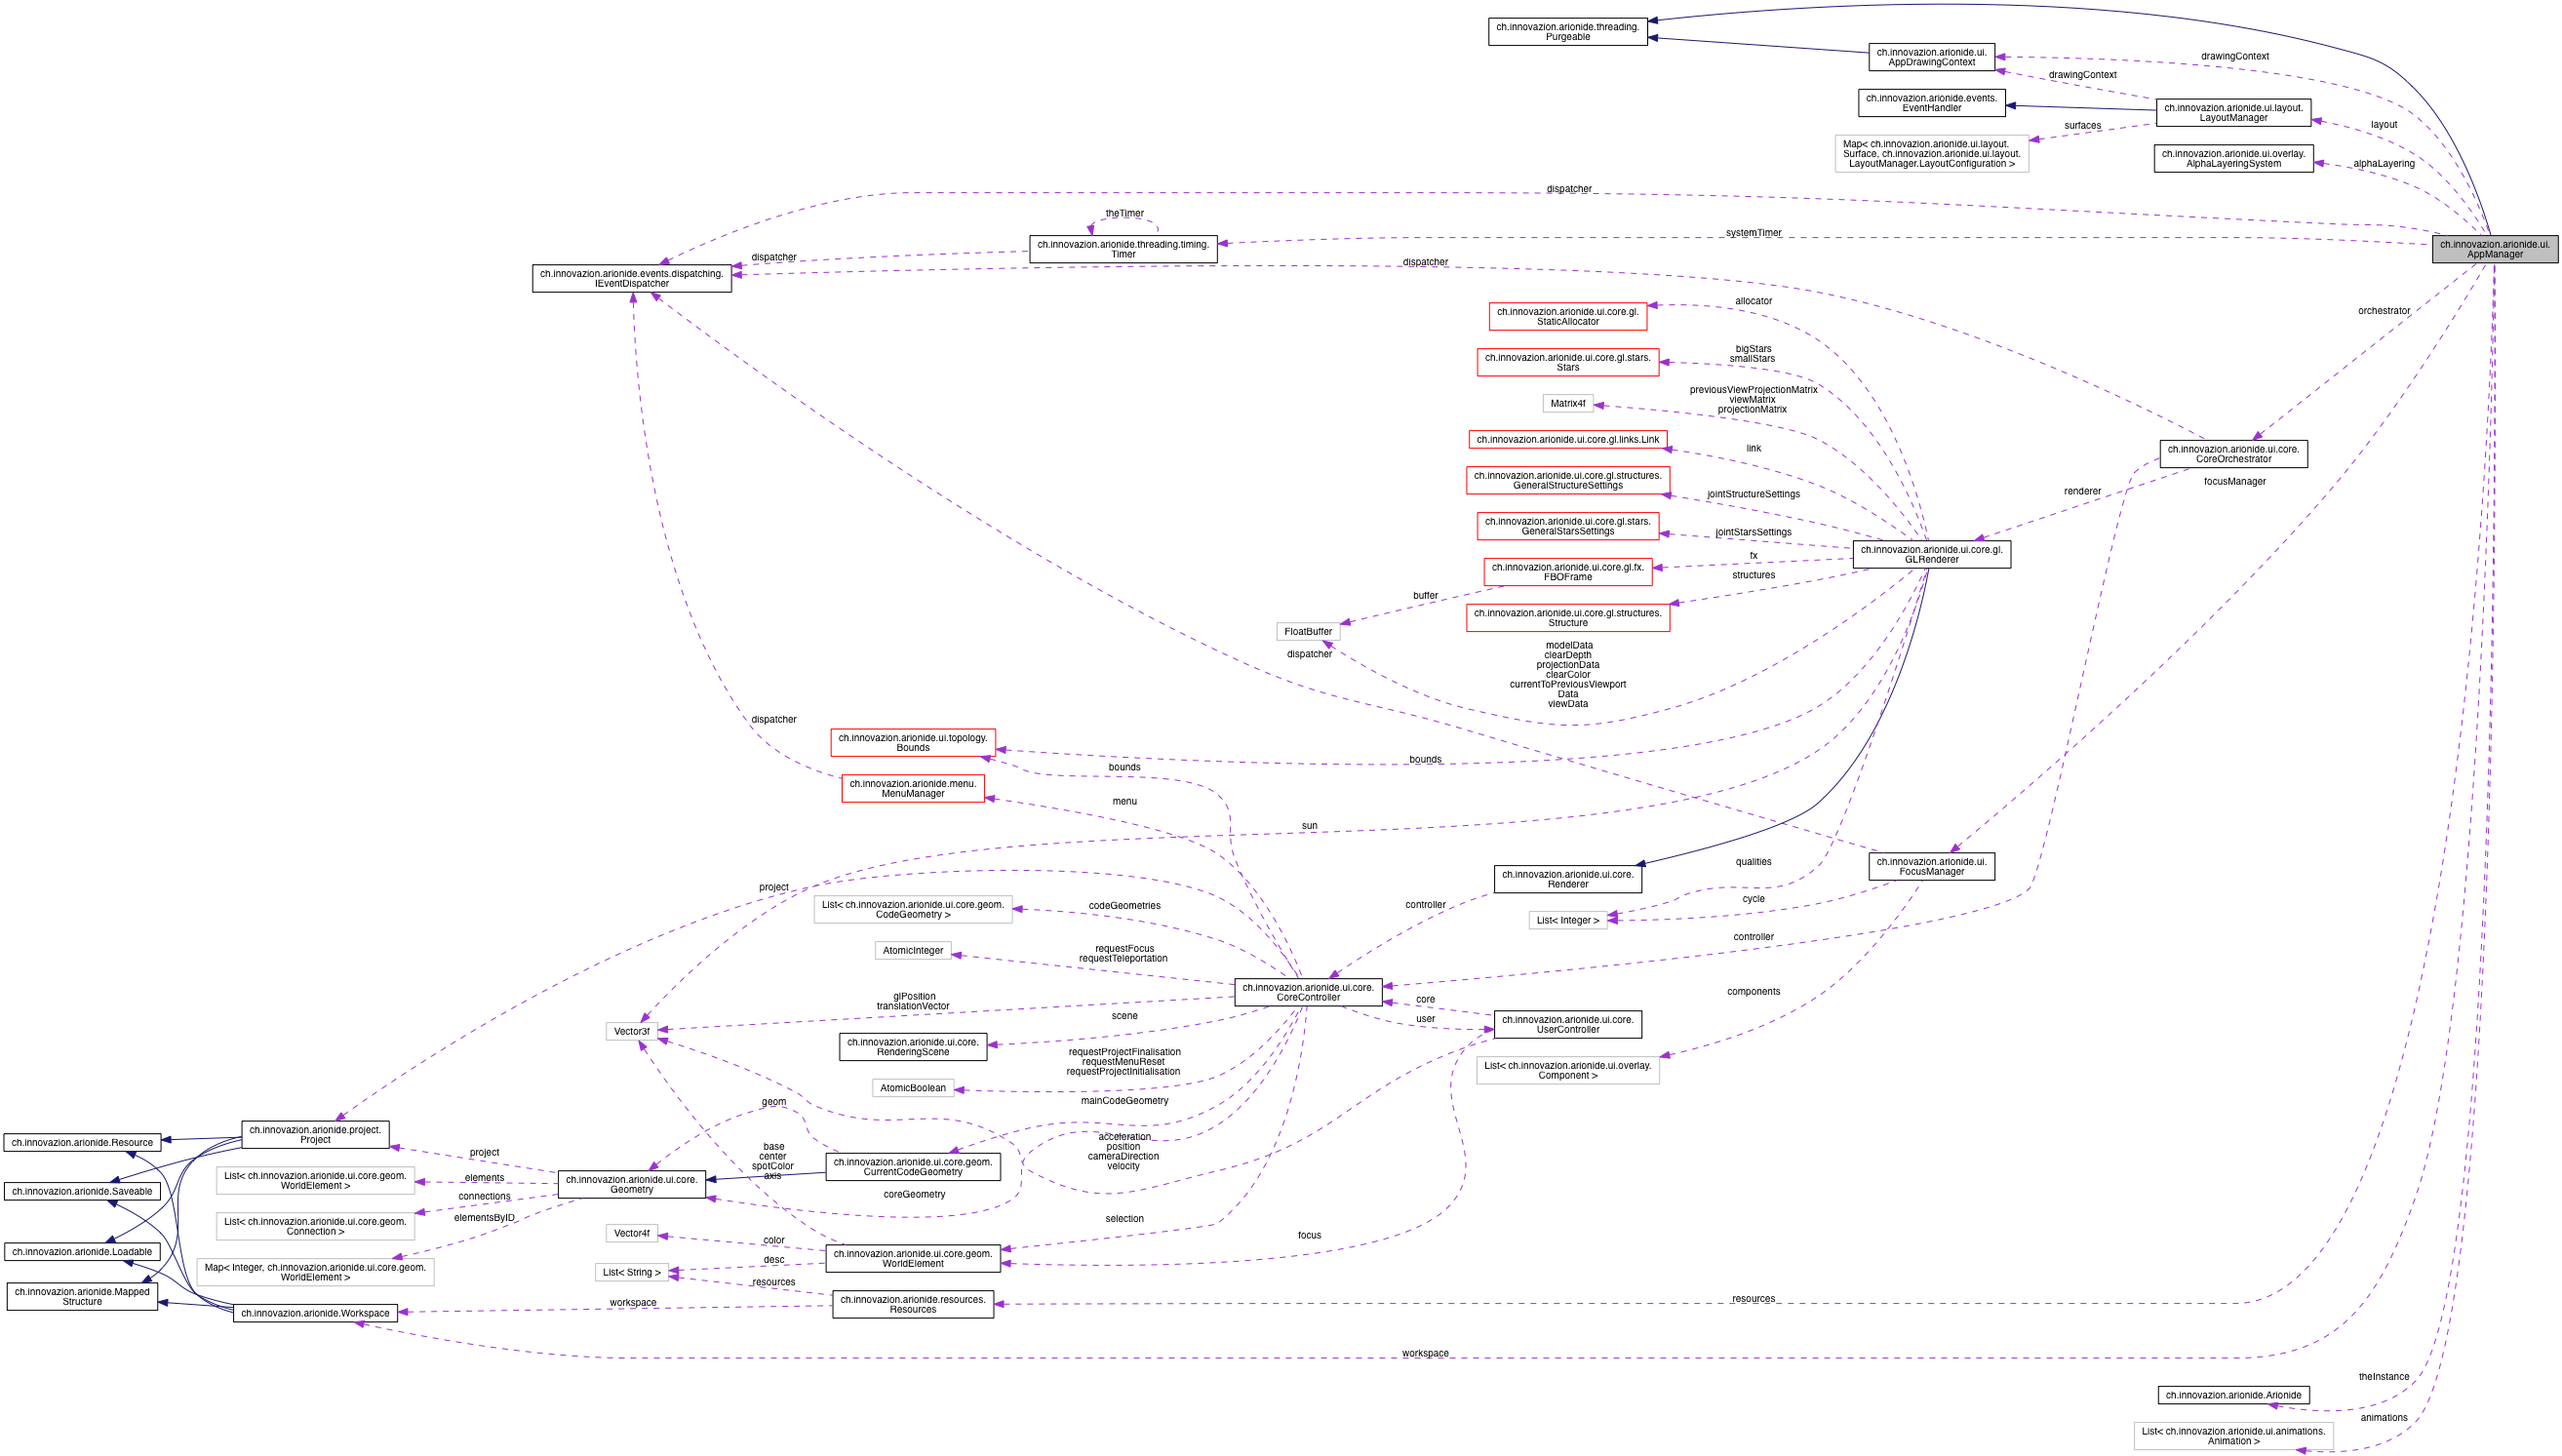 ch.innovazion.arionide.threading.
Purgeable
ch.innovazion.arionide.ui.
AppDrawingContext
drawingContext
drawingContext
ch.innovazion.arionide.events.
EventHandler
ch.innovazion.arionide.ui.layout.
LayoutManager
layout
surfaces
Map< ch.innovazion.arionide.ui.layout.
Surface, ch.innovazion.arionide.ui.layout.
LayoutManager.LayoutConfiguration >
ch.innovazion.arionide.ui.overlay.
AlphaLayeringSystem
alphaLayering
dispatcher
theTimer
systemTimer
ch.innovazion.arionide.threading.timing.
Timer
ch.innovazion.arionide.ui.
AppManager
dispatcher
dispatcher
ch.innovazion.arionide.events.dispatching.
IEventDispatcher
allocator
ch.innovazion.arionide.ui.core.gl.
StaticAllocator
orchestrator
bigStars
smallStars
ch.innovazion.arionide.ui.core.gl.stars.
Stars
previousViewProjectionMatrix
viewMatrix
projectionMatrix
Matrix4f
ch.innovazion.arionide.ui.core.gl.links.Link
link
ch.innovazion.arionide.ui.core.
CoreOrchestrator
ch.innovazion.arionide.ui.core.gl.structures.
GeneralStructureSettings
jointStructureSettings
renderer
focusManager
ch.innovazion.arionide.ui.core.gl.stars.
GeneralStarsSettings
jointStarsSettings
ch.innovazion.arionide.ui.core.gl.
GLRenderer
fx
ch.innovazion.arionide.ui.core.gl.fx.
FBOFrame
structures
buffer
ch.innovazion.arionide.ui.core.gl.structures.
Structure
FloatBuffer
dispatcher
modelData
clearDepth
projectionData
clearColor
currentToPreviousViewport
Data
viewData
dispatcher
ch.innovazion.arionide.ui.topology.
Bounds
bounds
bounds
ch.innovazion.arionide.menu.
MenuManager
menu
sun
qualities
ch.innovazion.arionide.ui.core.
Renderer
ch.innovazion.arionide.ui.
FocusManager
project
cycle
List< ch.innovazion.arionide.ui.core.geom.
CodeGeometry >
codeGeometries
controller
List< Integer >
controller
AtomicInteger
requestFocus
requestTeleportation
ch.innovazion.arionide.ui.core.
CoreController
components
glPosition
translationVector
core
user
ch.innovazion.arionide.ui.core.
UserController
Vector3f
scene
ch.innovazion.arionide.ui.core.
RenderingScene
requestProjectFinalisation
requestMenuReset
requestProjectInitialisation
List< ch.innovazion.arionide.ui.overlay.
Component >
AtomicBoolean
geom
mainCodeGeometry
ch.innovazion.arionide.project.
Project
ch.innovazion.arionide.Resource
acceleration
position
cameraDirection
velocity
base
center
spotColor
axis
project
ch.innovazion.arionide.ui.core.geom.
CurrentCodeGeometry
List< ch.innovazion.arionide.ui.core.geom.
WorldElement >
elements
ch.innovazion.arionide.ui.core.
Geometry
ch.innovazion.arionide.Saveable
connections
coreGeometry
List< ch.innovazion.arionide.ui.core.geom.
Connection >
elementsByID
selection
Vector4f
color
focus
ch.innovazion.arionide.Loadable
ch.innovazion.arionide.ui.core.geom.
WorldElement
desc
Map< Integer, ch.innovazion.arionide.ui.core.geom.
WorldElement >
List< String >
resources
ch.innovazion.arionide.Mapped
Structure
workspace
ch.innovazion.arionide.resources.
Resources
resources
ch.innovazion.arionide.Workspace
workspace
theInstance
ch.innovazion.arionide.Arionide
animations
List< ch.innovazion.arionide.ui.animations.
Animation >